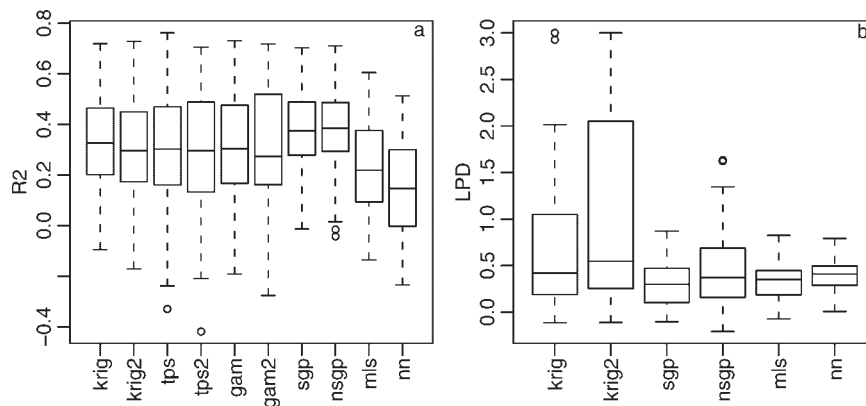 a
R2
0.8
0.6
0.4
0.2
0.0
−0.4
krig
krig2
tps
tps2
gam
gam2
sgp
nsgp
mls
nn
b
LPD
3.0
2.5
2.0
1.5
1.0
0.5
0.0
krig
krig2
sgp
nsgp
mls
nn